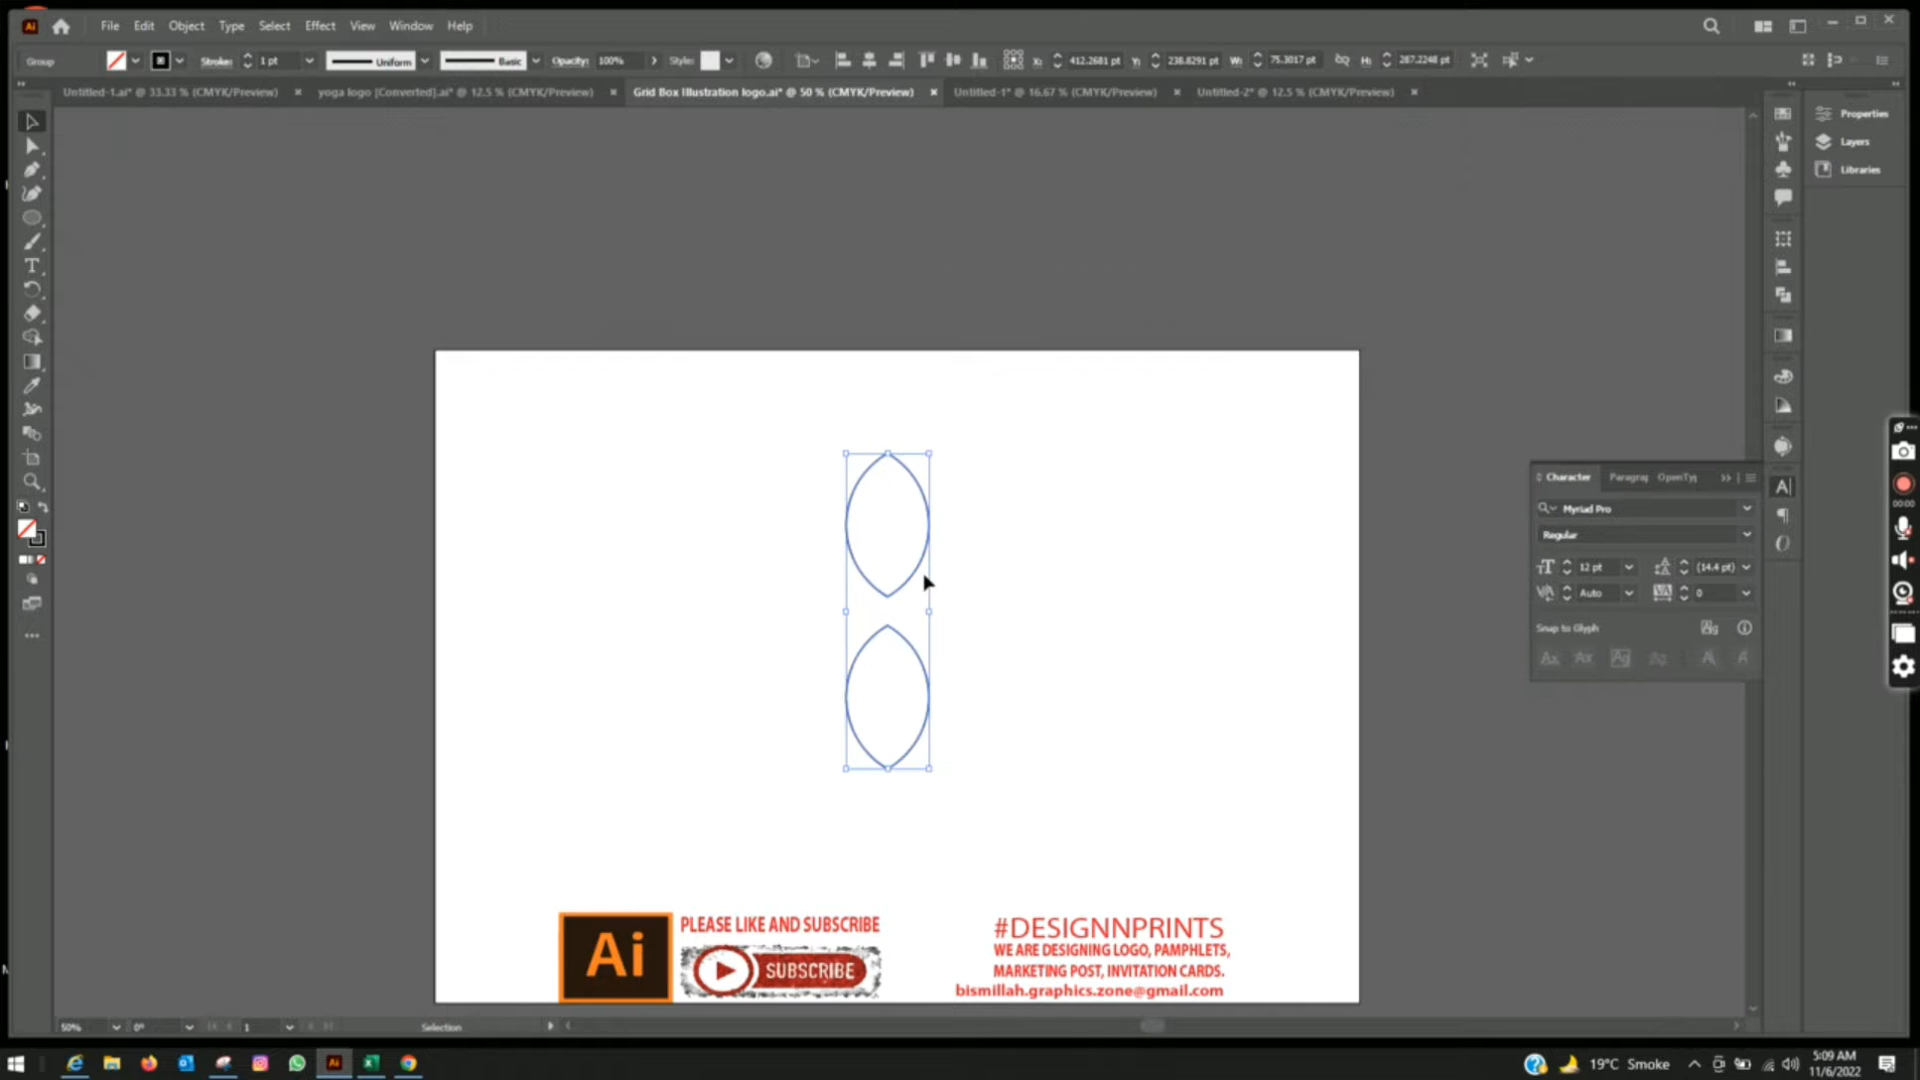 Ai
File Edit Object Type Select Effect View Window Help
Group Stroke: 1 pt Uniform Basic Opacity: 100% Style: X: 412.2681 pt Y: 238.8291 pt W: 75.3017 pt H: 287.2248 pt
Untitled-1.ai* @ 33.33 % (CMYK/Preview) × yoga logo [Converted].ai* @ 12.5 % (CMYK/Preview) × Grid Box Illustration logo.ai* @ 50 % (CMYK/Preview) × Untitled-1* @ 16.67 % (CMYK/Preview) × Untitled-2* @ 12.5 % (CMYK/Preview) ×
Properties
Layers
Libraries
Character Paragraj OpenTyj
Myriad Pro
Regular
12 pt (14.4 pt)
Auto 0
Snap to Glyph
00:00
Ai
PLEASE LIKE AND SUBSCRIBE
SUBSCRIBE
#DESIGNNPRINTS
WE ARE DESIGNING LOGO, PAMPHLETS,
MARKETING POST, INVITATION CARDS.
bismillah.graphics.zone@gmail.com
50% 0° 1 Selection
19°C Smoke
5:09 AM
11/6/2022